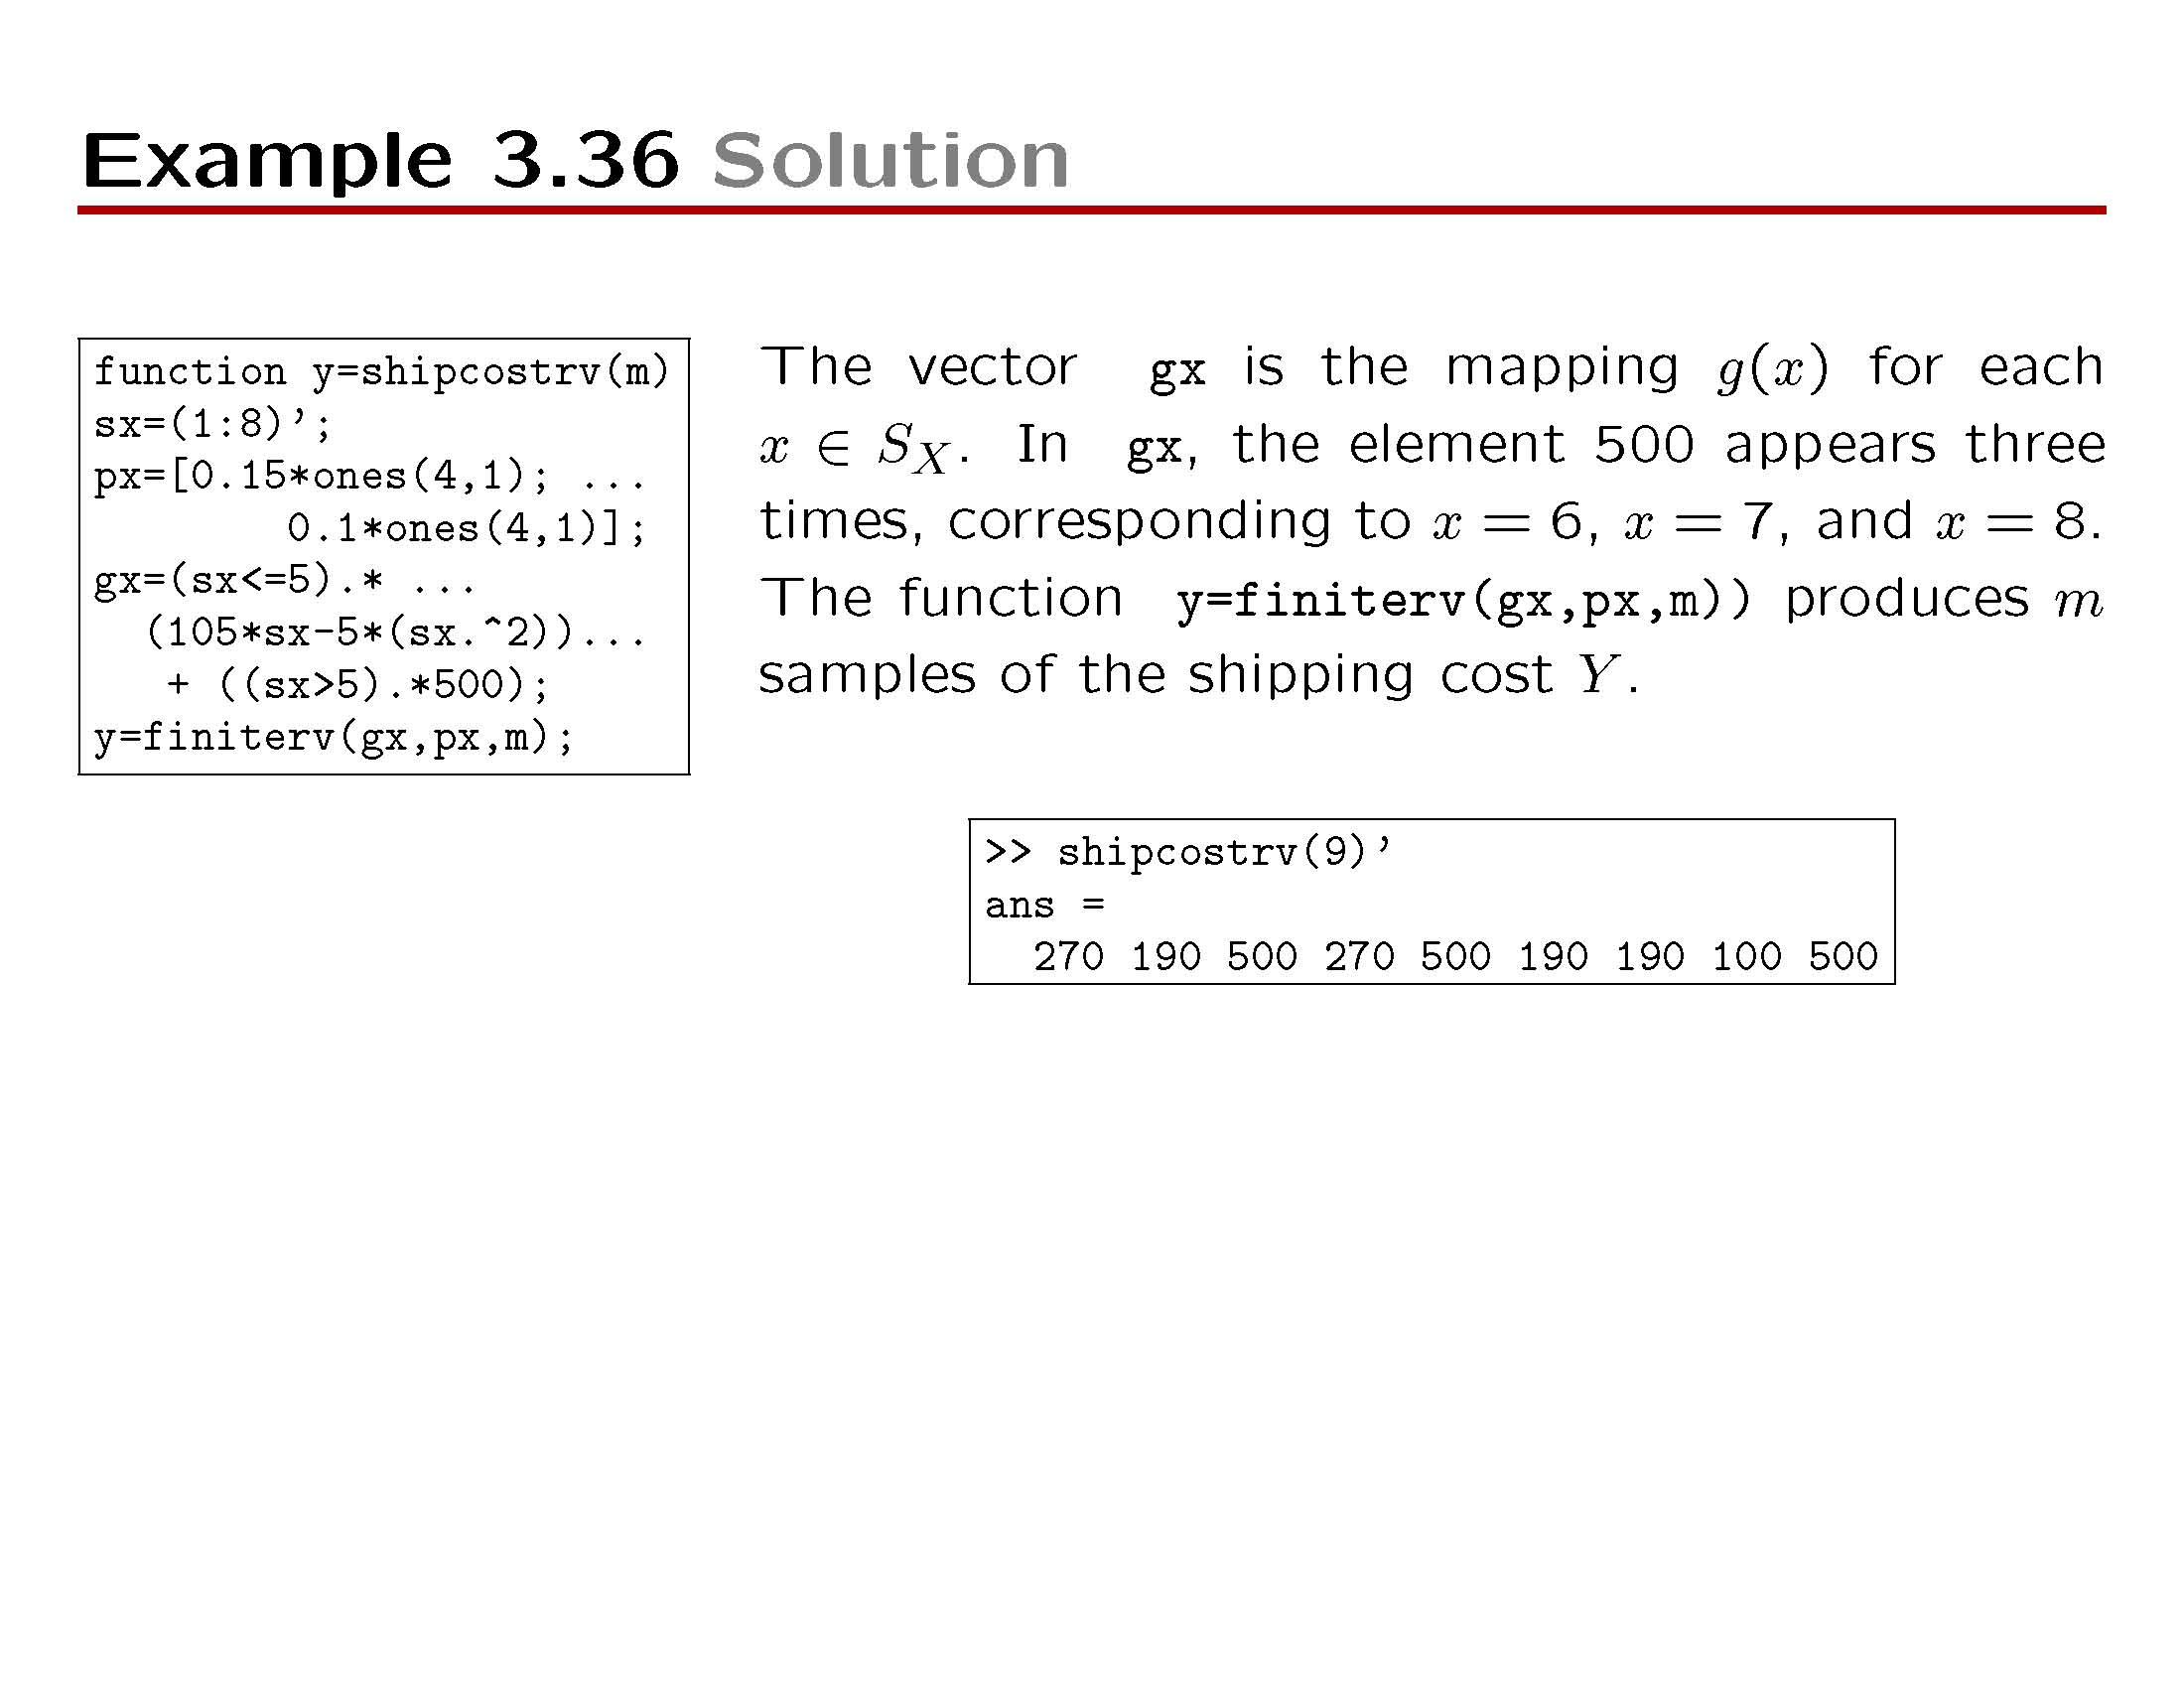 Example 3.36 Solution
function y=shipcostrv(m)
sx=(1:8)’;
px=[0.15*ones(4,1); ...
0.1*ones(4,1)];
gx=(sx<=5).* ...
(105*sx-5*(sx.^2))...
+ ((sx>5).*500);
y=finiterv(gx,px,m);
The vector gx is the mapping g(x) for each
x ∈ S_X. In gx, the element 500 appears three
times, corresponding to x = 6, x = 7, and x = 8.
The function y=finiterv(gx,px,m)) produces m
samples of the shipping cost Y.
>> shipcostrv(9)’
ans =
270 190 500 270 500 190 190 100 500